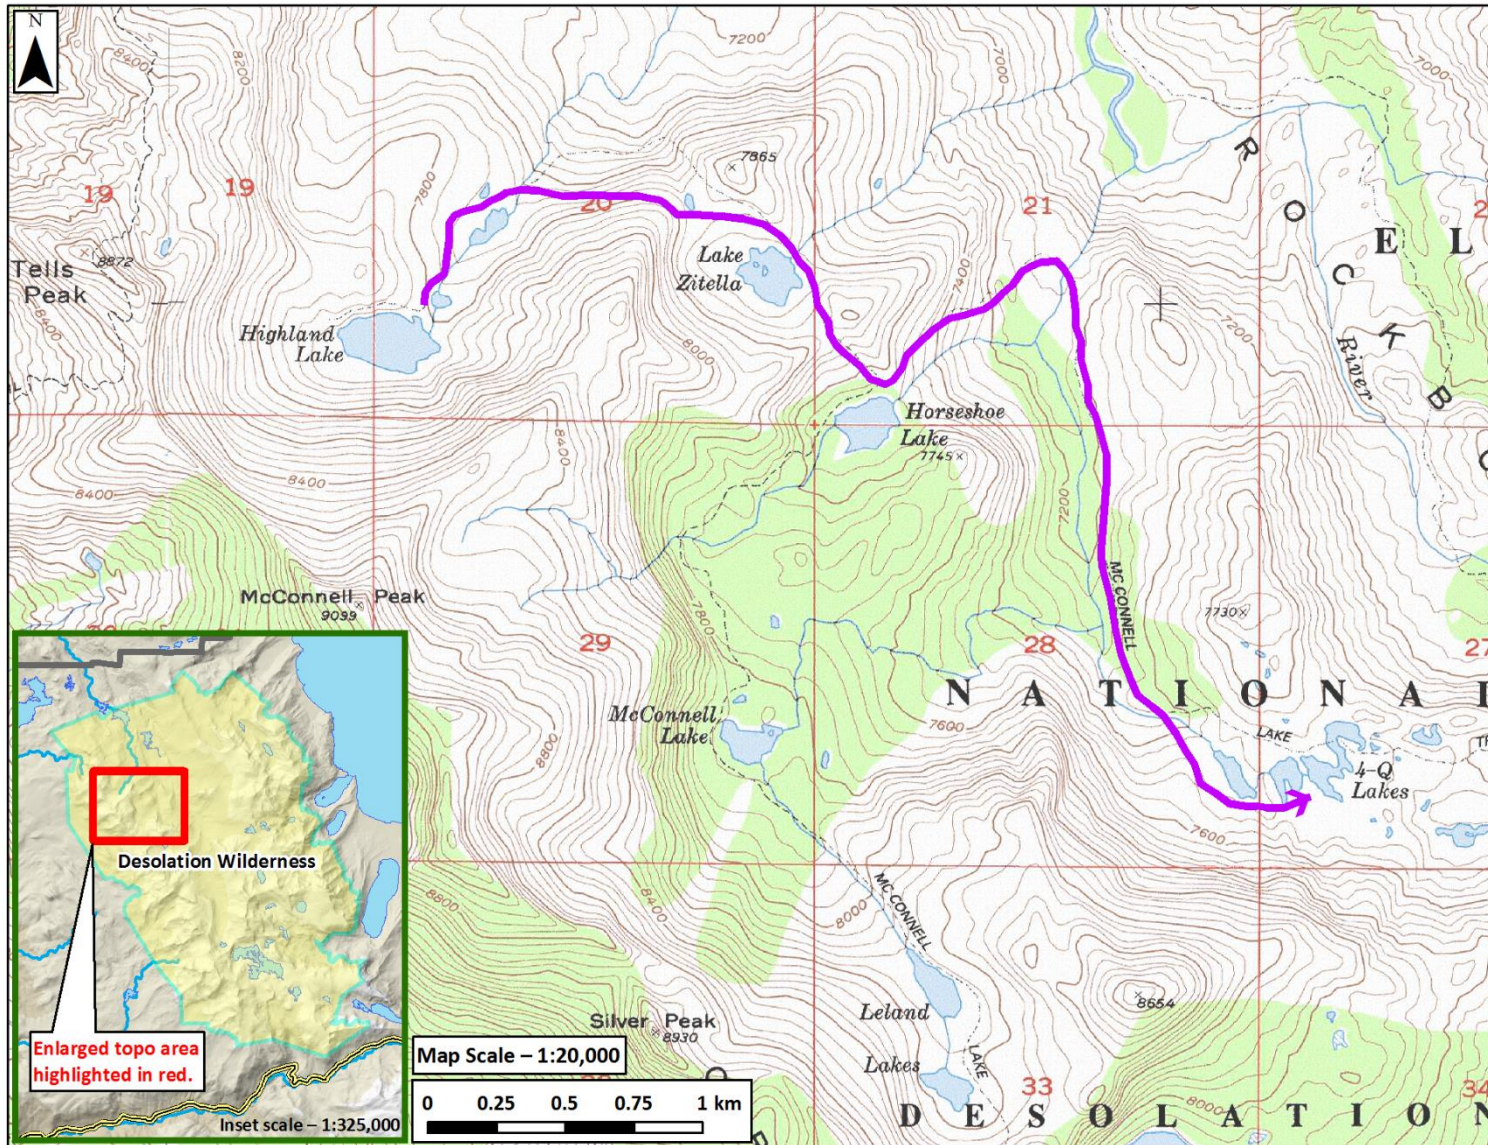 N
8400
8200
7200
7000
7000
7865
19
19
7800
20
21
R
O
C
K
B
E L
8872
Tells
Peak
Lake
Zitella
7400
7200
8400
Highland
Lake
8000
River
Horsehoe
Lake
7745
8400
8400
8400
7200
McConnell Peak
9099
7800
MC CONNELL
7730
29
28
27
N A T I O N A
McConnell
Lake
7600
LAKE
8800
4-Q
Lakes
7600
Desolation Wilderness
8800
8400
8000
MC CONNELL
Leland
Lakes
LAKE
8654
Silver Peak
8930
Enlarged topo area
highlighted in red.
Inset scale – 1:325,000
Map Scale – 1:20,000
0 0.25 0.5 0.75 1 km
33
34
8000
D E S O L A T I O N